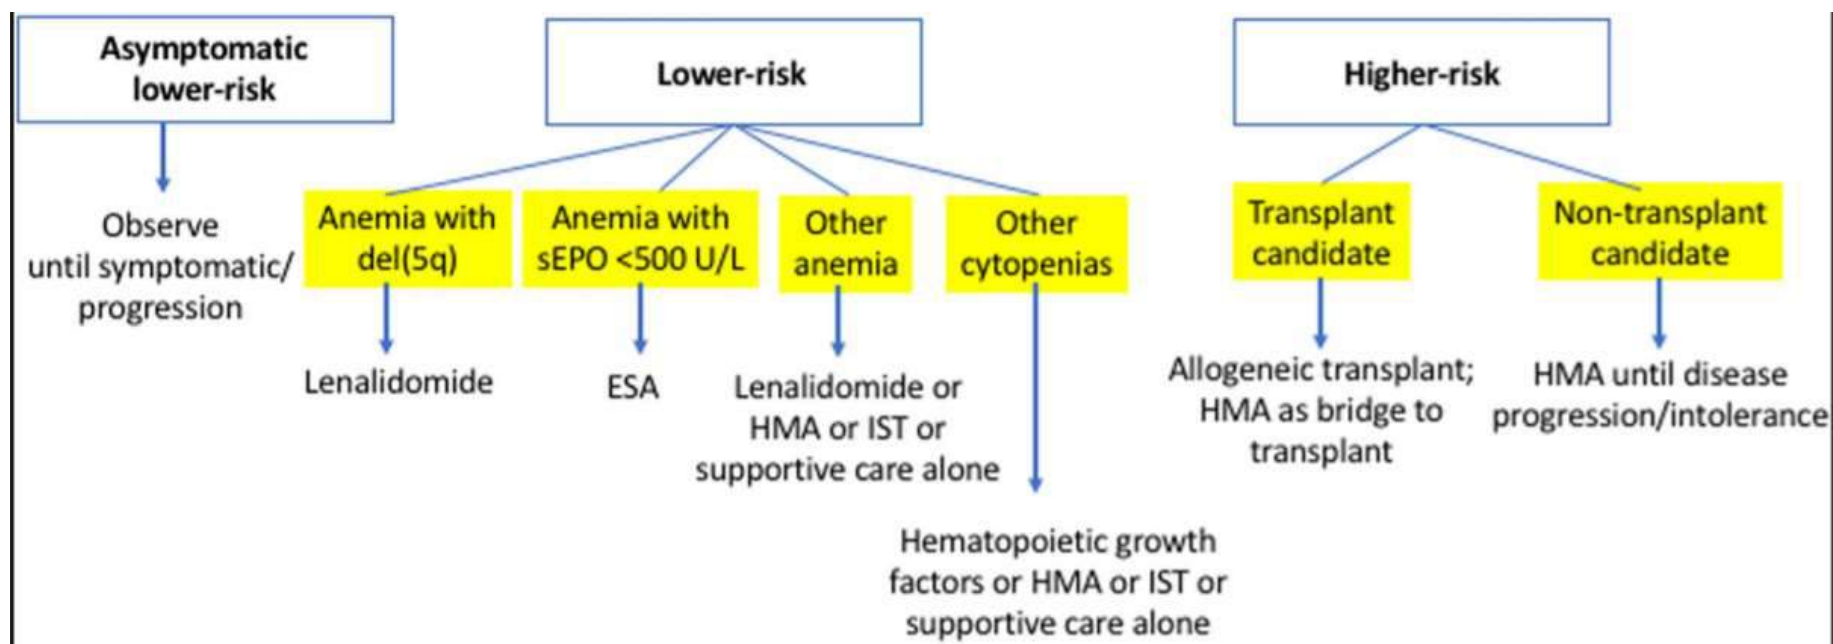 Asymptomatic
lower-risk
Observe
until symptomatic/
progression
Lower-risk
Anemia with
del(5q)
Lenalidomide
Anemia with
sEPO <500 U/L
ESA
Other
anemia
Lenalidomide or
HMA or IST or
supportive care alone
Other
cytopenias
Hematopoietic growth
factors or HMA or IST or
supportive care alone
Higher-risk
Transplant
candidate
Allogeneic transplant;
HMA as bridge to
transplant
Non-transplant
candidate
HMA until disease
progression/intolerance